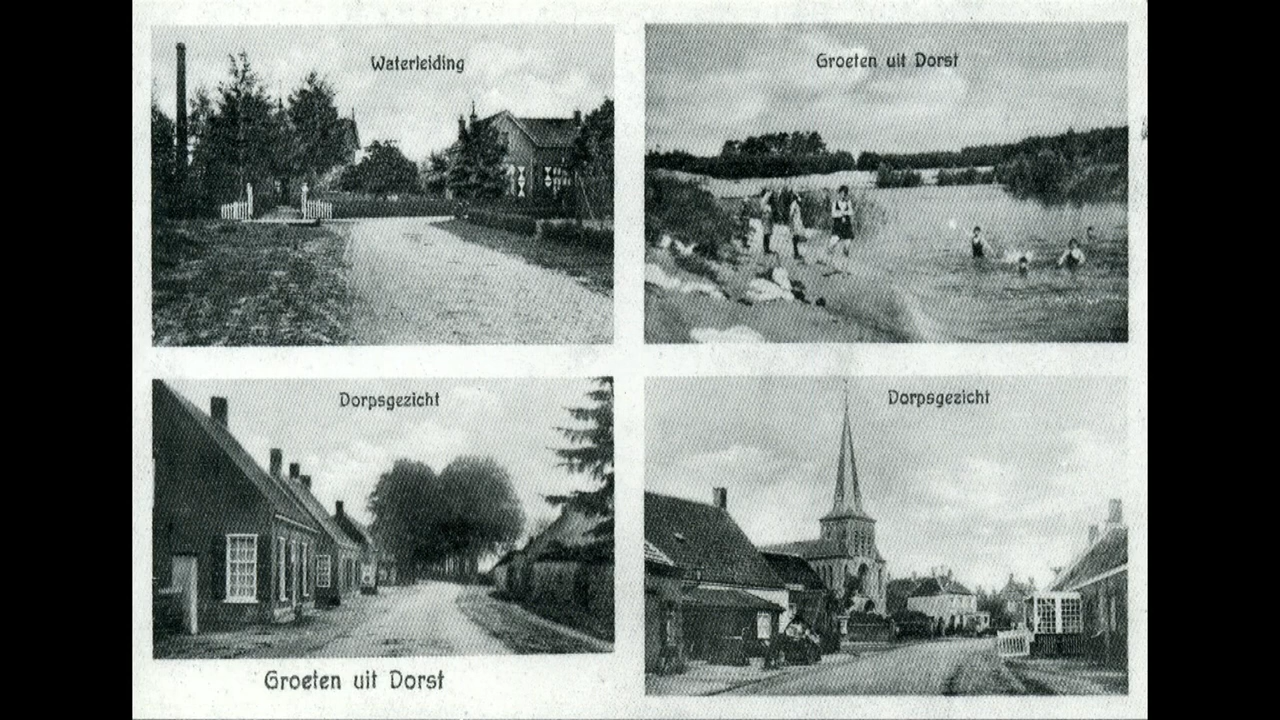 Waterleiding
Groeten uit Dorst
Dorpsgezicht
Dorpsgezicht
Groeten uit Dorst